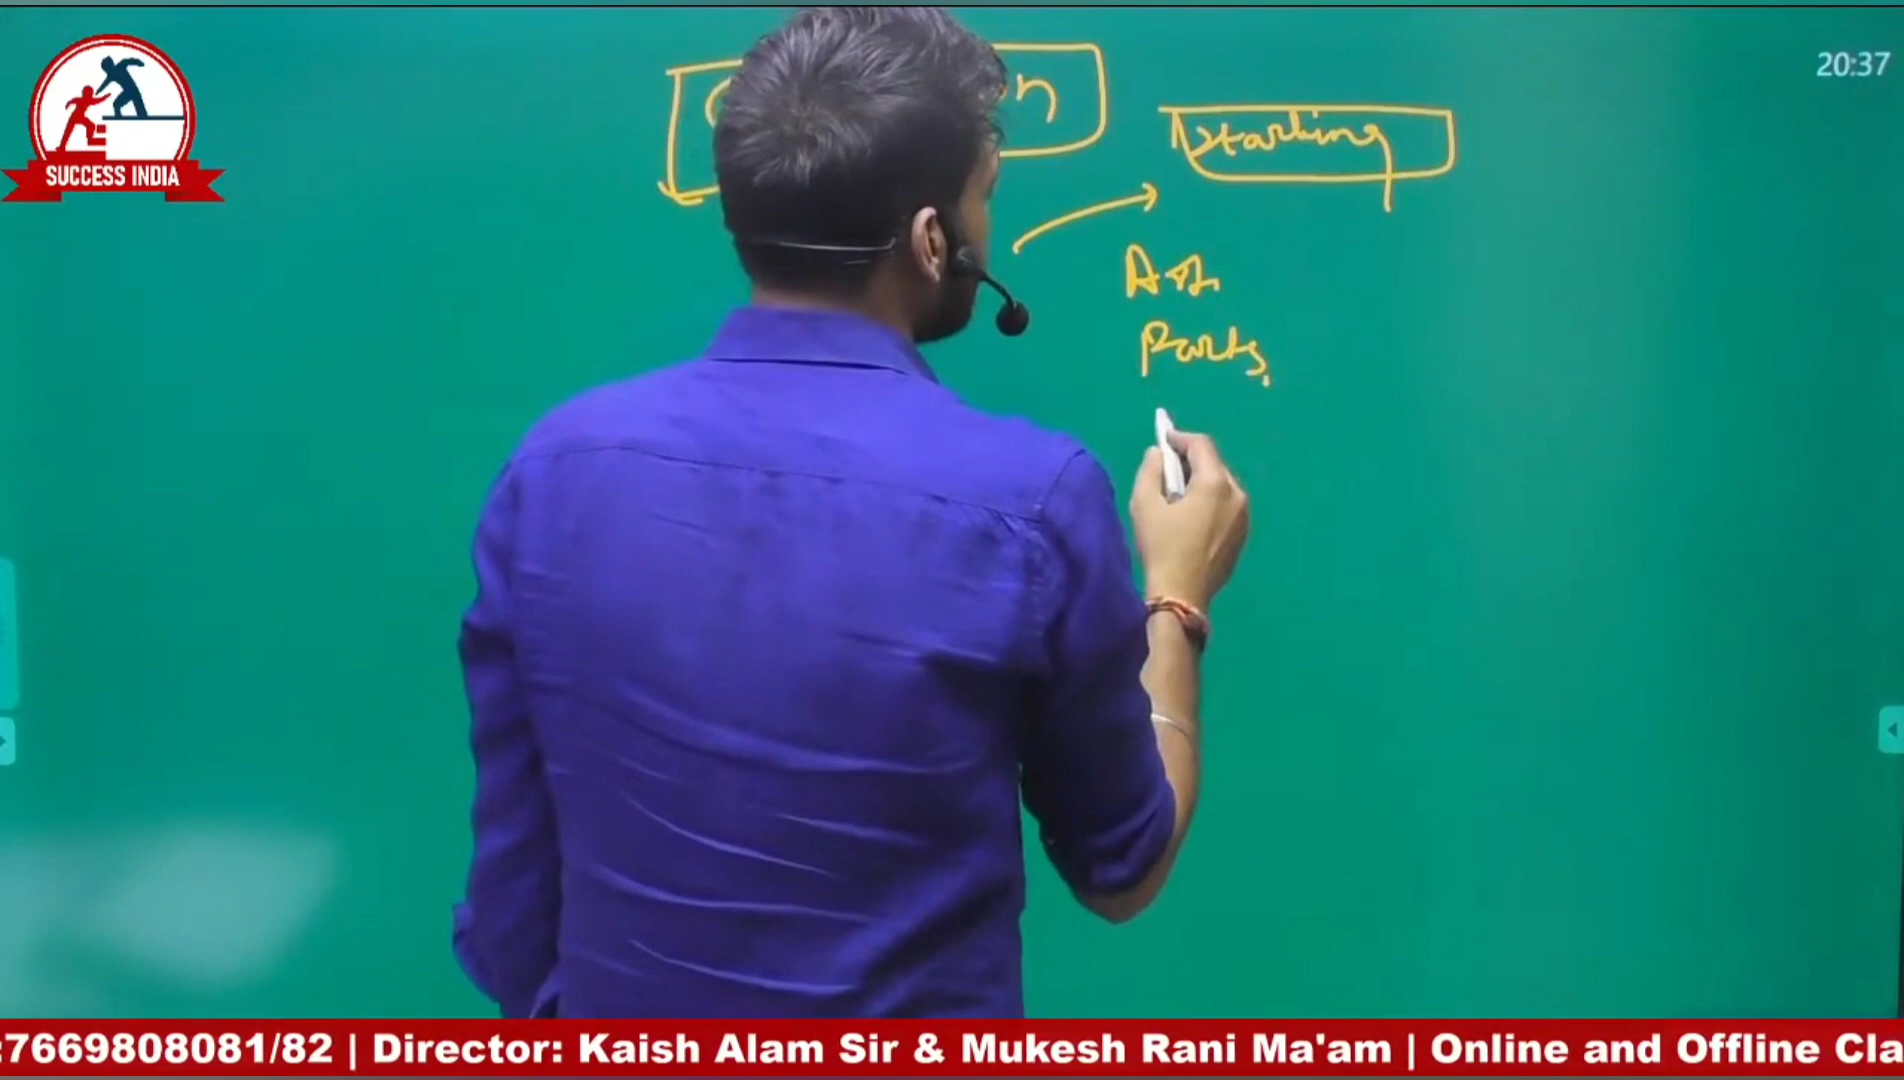 20:37
SUCCESS INDIA
Starting
Parts
:7669808081/82 | Director: Kaish Alam Sir & Mukesh Rani Ma'am | Online and Offline Cla